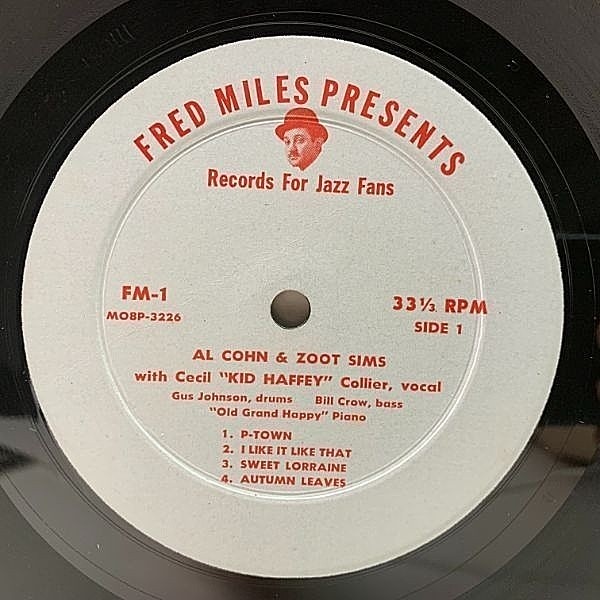 FRED MILES PRESENTS
Records For Jazz Fans
FM-1
MO8P-3226
33⅓ RPM
SIDE 1
AL COHN & ZOOT SIMS
with Cecil "KID HAFFEY" Collier, vocal
Gus Johnson, drums Bill Crow, bass
"Old Grand Happy" Piano
1. P-TOWN
2. I LIKE IT LIKE THAT
3. SWEET LORRAINE
4. AUTUMN LEAVES